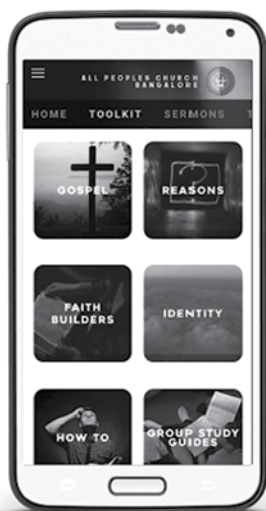 ALL PEOPLES CHURCH
BANGALORE
HOME TOOLKIT SERMONS
GOSPEL
REASONS
FAITH
BUILDERS
IDENTITY
HOW TO
GROUP STUDY
GUIDES